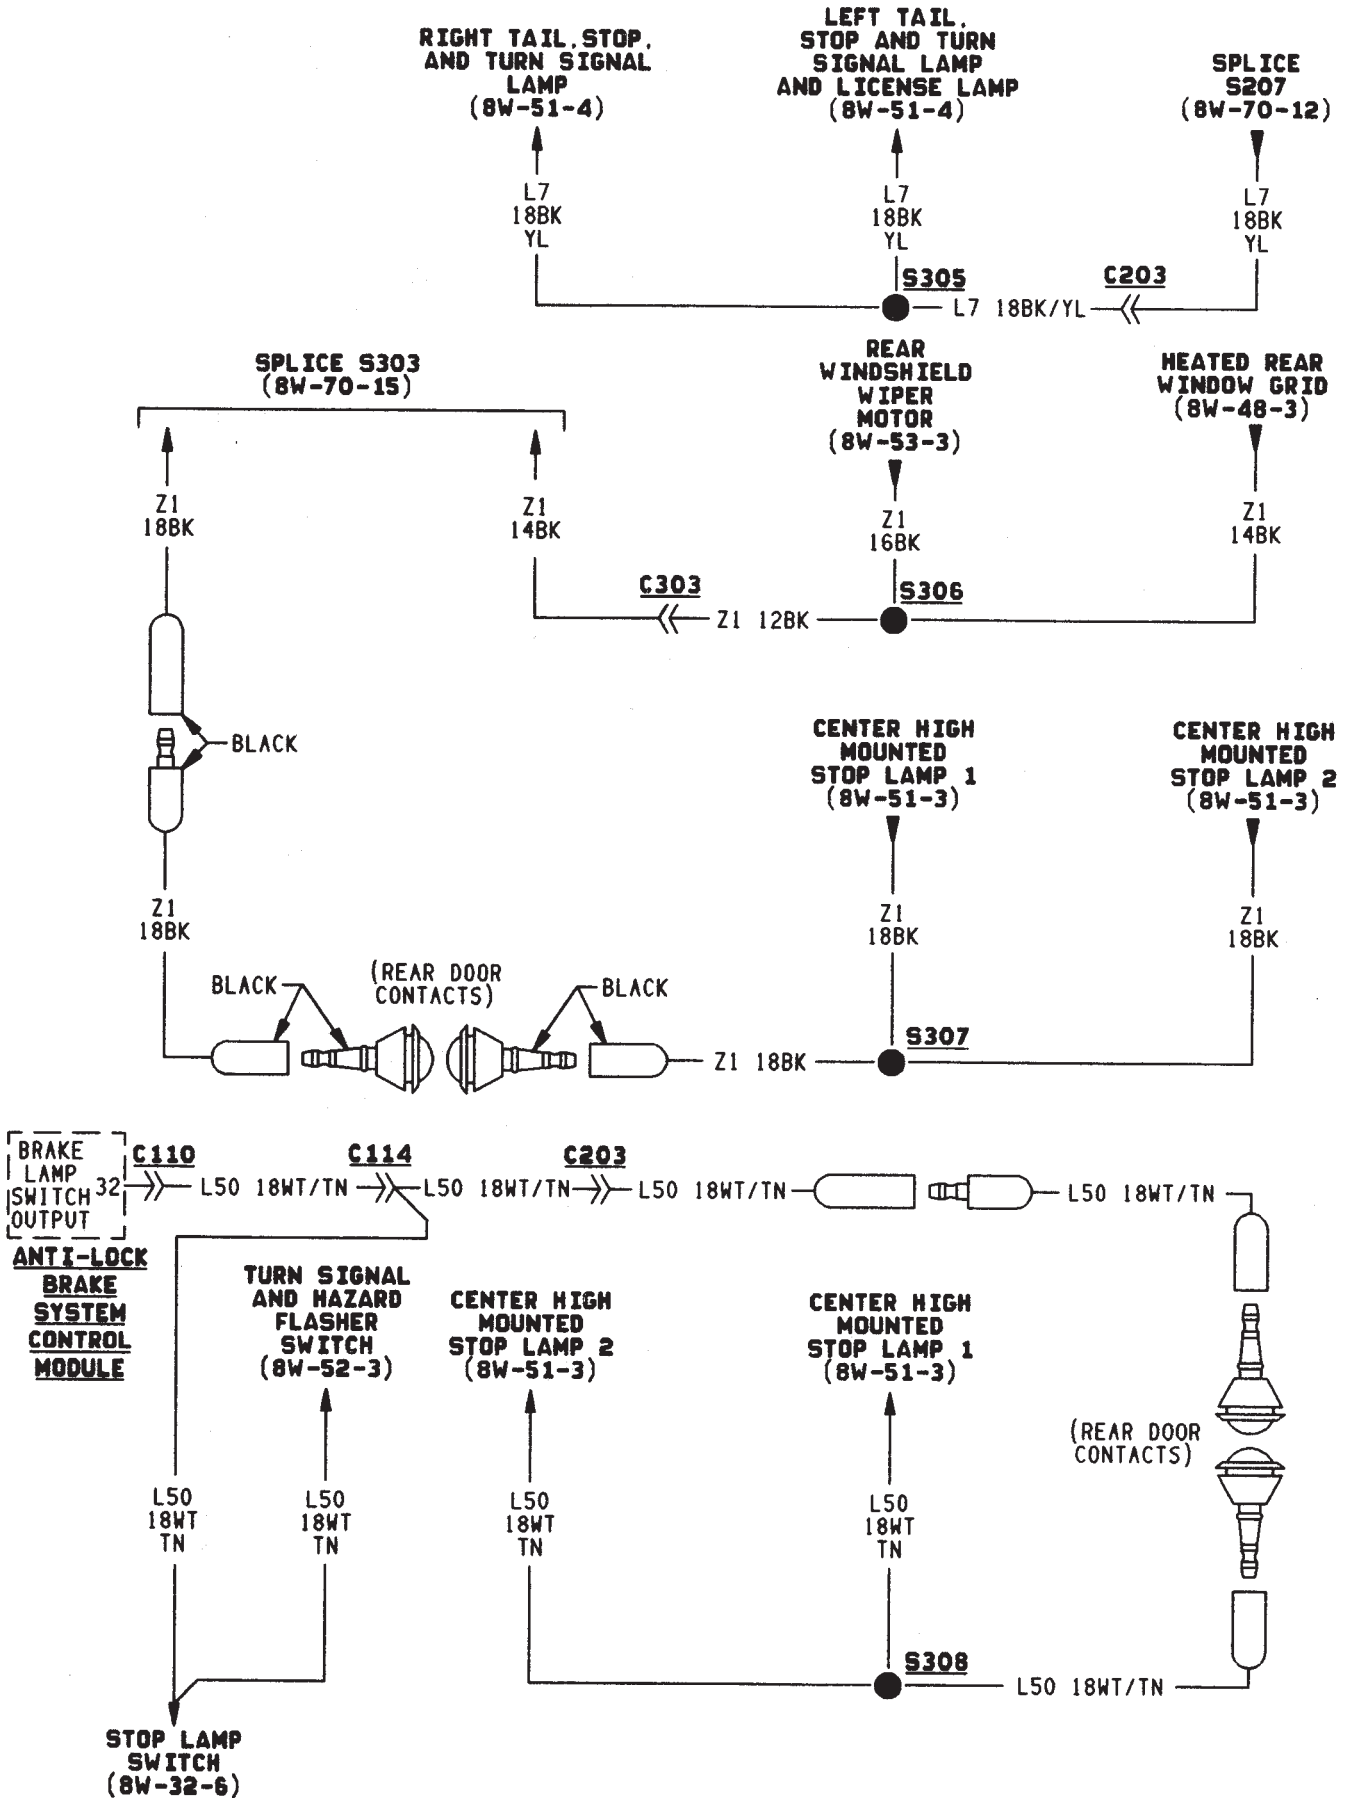 RIGHT TAIL, STOP,
AND TURN SIGNAL
LAMP
(8W-51-4)
LEFT TAIL,
STOP AND TURN
SIGNAL LAMP
AND LICENSE LAMP
(8W-51-4)
SPLICE
S207
(8W-70-12)
L7
18BK
YL
L7
18BK
YL
L7
18BK
YL
S305
L7 18BK/YL
C203
SPLICE S303
(8W-70-15)
REAR
WINDSHIELD
WIPER
MOTOR
(8W-53-3)
HEATED REAR
WINDOW GRID
(8W-48-3)
Z1
18BK
Z1
14BK
Z1
16BK
Z1
14BK
C303
Z1 12BK
S306
BLACK
CENTER HIGH
MOUNTED
STOP LAMP 1
(8W-51-3)
CENTER HIGH
MOUNTED
STOP LAMP 2
(8W-51-3)
Z1
18BK
Z1
18BK
Z1
18BK
BLACK
(REAR DOOR
CONTACTS)
BLACK
Z1 18BK
S307
BRAKE
LAMP
SWITCH
OUTPUT
32
C110
L50 18WT/TN
C114
L50 18WT/TN
C203
L50 18WT/TN
L50 18WT/TN
ANTI-LOCK
BRAKE
SYSTEM
CONTROL
MODULE
TURN SIGNAL
AND HAZARD
FLASHER
SWITCH
(8W-52-3)
CENTER HIGH
MOUNTED
STOP LAMP 2
(8W-51-3)
CENTER HIGH
MOUNTED
STOP LAMP 1
(8W-51-3)
(REAR DOOR
CONTACTS)
L50
18WT
TN
L50
18WT
TN
L50
18WT
TN
L50
18WT
TN
S308
L50 18WT/TN
STOP LAMP
SWITCH
(8W-32-6)